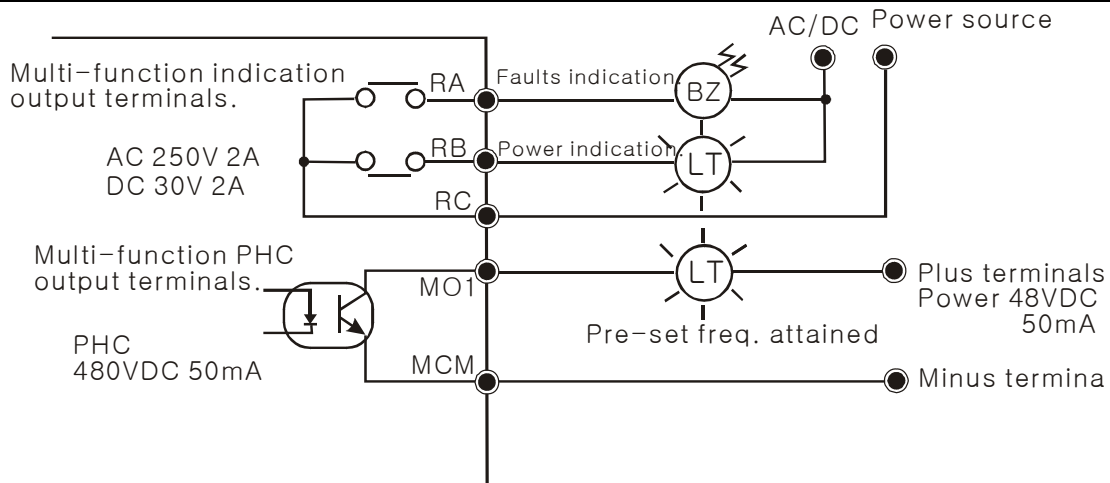 AC/DC Power source
Multi-function indication
output terminals.
RA
Faults indication.
BZ
AC 250V 2A
DC 30V 2A
RB
Power indication.
LT
RC
Multi-function PHC
output terminals.
MO1
LT
Plus terminals
Power 48VDC
50mA
Pre-set freq. attained
PHC
480VDC 50mA
MCM
Minus termina